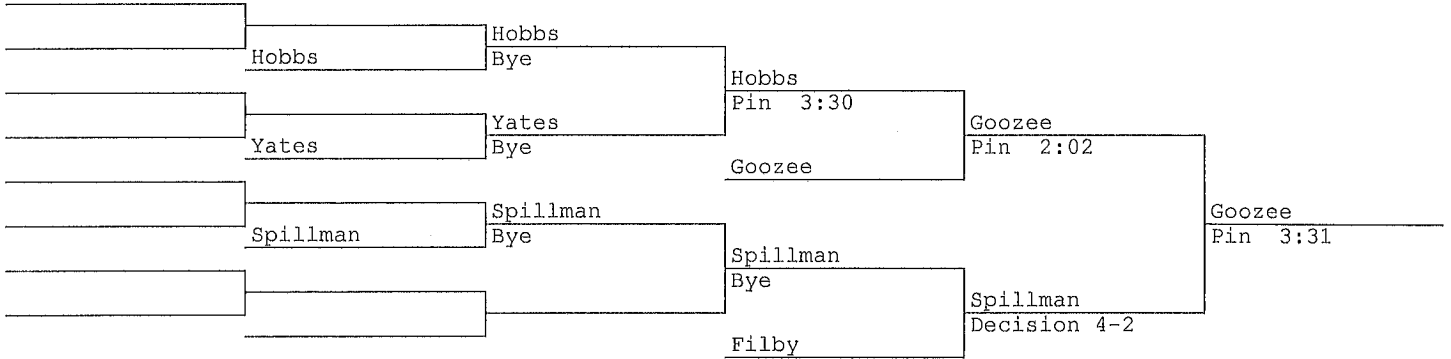 Hobbs
Hobbs
Bye
Yates
Yates
Bye
Hobbs
Pin 3:30
Goozee
Goozee
Pin 2:02
Spillman
Spillman
Bye
Spillman
Bye
Filby
Spillman
Decision 4-2
Goozee
Pin 3:31